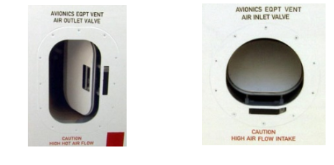 AVIONICS EQPT VENT
AIR OUTLET VALVE
CAUTION
HIGH HOT AIR FLOW
AVIONICS EQPT VENT
AIR INLET VALVE
CAUTION
HIGH AIR FLOW INTAKE